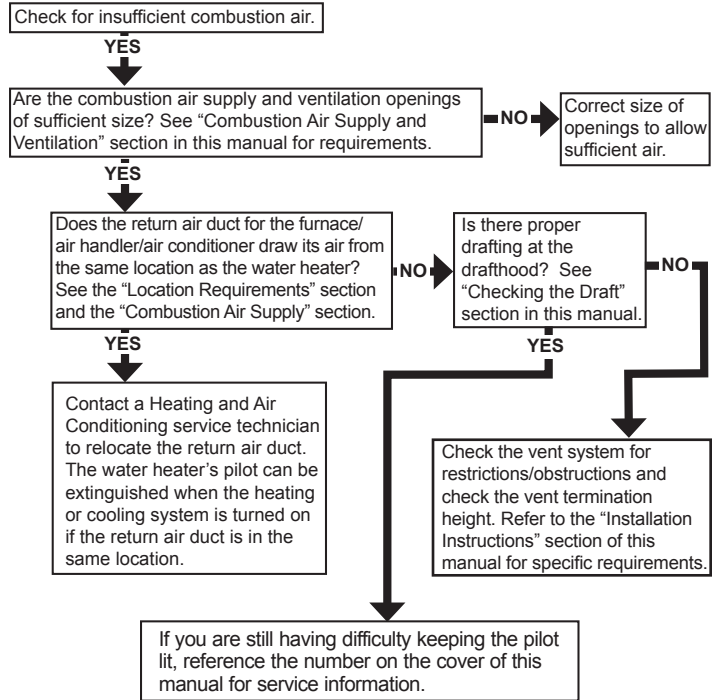 Check for insufficient combustion air.
YES
Are the combustion air supply and ventilation openings
of sufficient size? See “Combustion Air Supply and
Ventilation” section in this manual for requirements.
NO
Correct size of
openings to allow
sufficient air.
YES
Does the return air duct for the furnace/
air handler/air conditioner draw its air from
the same location as the water heater?
See the “Location Requirements” section
and the “Combustion Air Supply” section.
NO
Is there proper
drafting at the
drafthood? See
“Checking the Draft”
section in this manual.
NO
YES
YES
Contact a Heating and Air
Conditioning service technician
to relocate the return air duct.
The water heater’s pilot can be
extinguished when the heating
or cooling system is turned on
if the return air duct is in the
same location.
Check the vent system for
restrictions/obstructions and
check the vent termination
height. Refer to the “Installation
Instructions” section of this
manual for specific requirements.
If you are still having difficulty keeping the pilot
lit, reference the number on the cover of this
manual for service information.